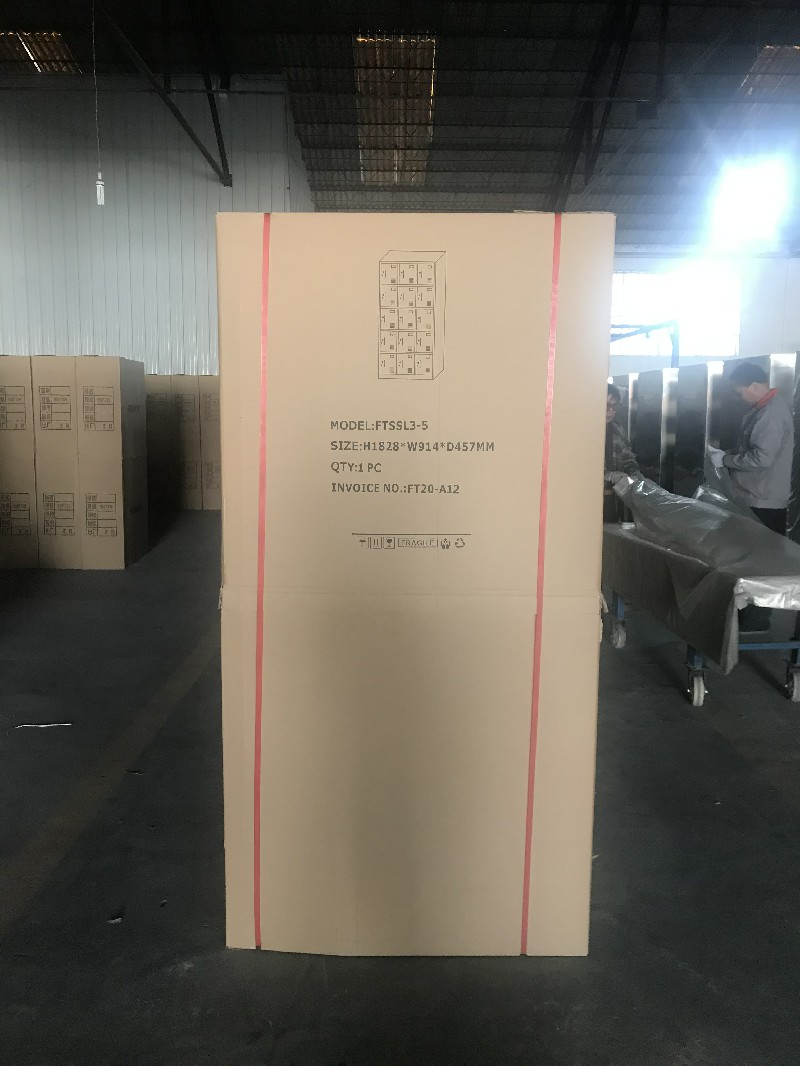 MODEL:FTSSL3-5
SIZE:H1828*W914*D457MM
QTY:1 PC
INVOICE NO.:FT20-A12
FRAGILE